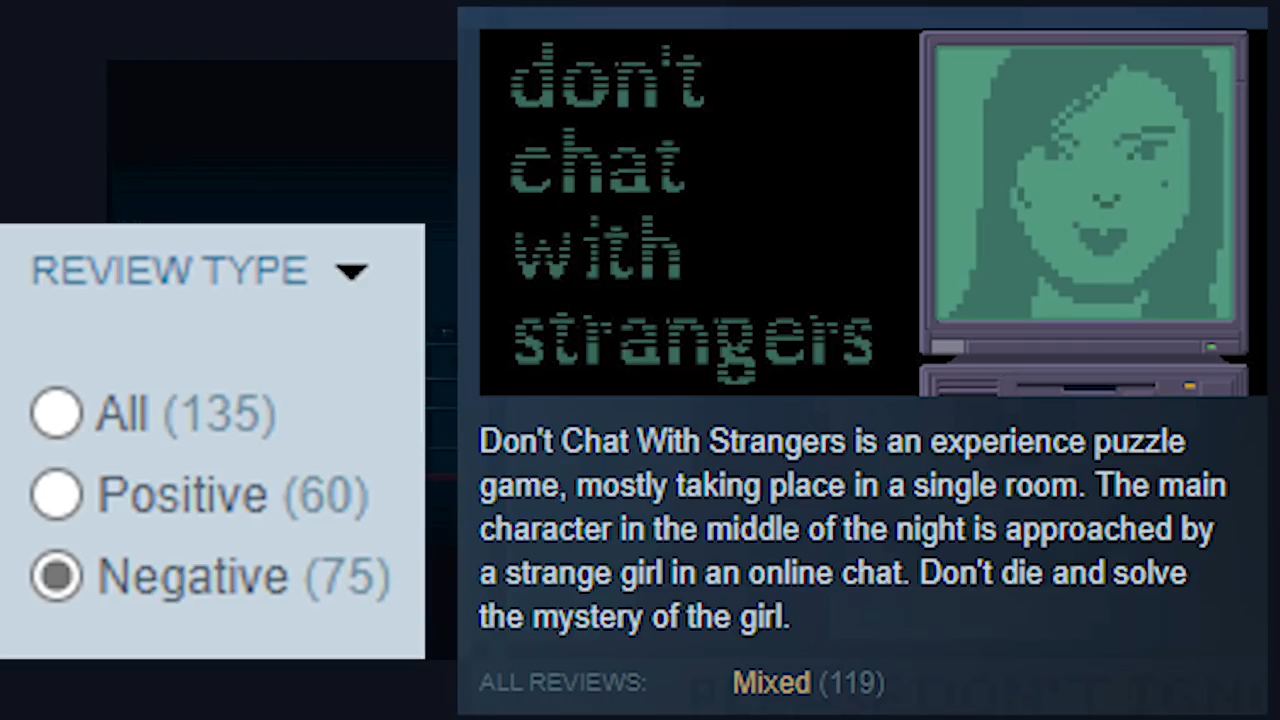 don't
chat
with
strangers
REVIEW TYPE
All (135)
Positive (60)
Negative (75)
Don't Chat With Strangers is an experience puzzle
game, mostly taking place in a single room. The main
character in the middle of the night is approached by
a strange girl in an online chat. Don't die and solve
the mystery of the girl.
ALL REVIEWS: Mixed (119)